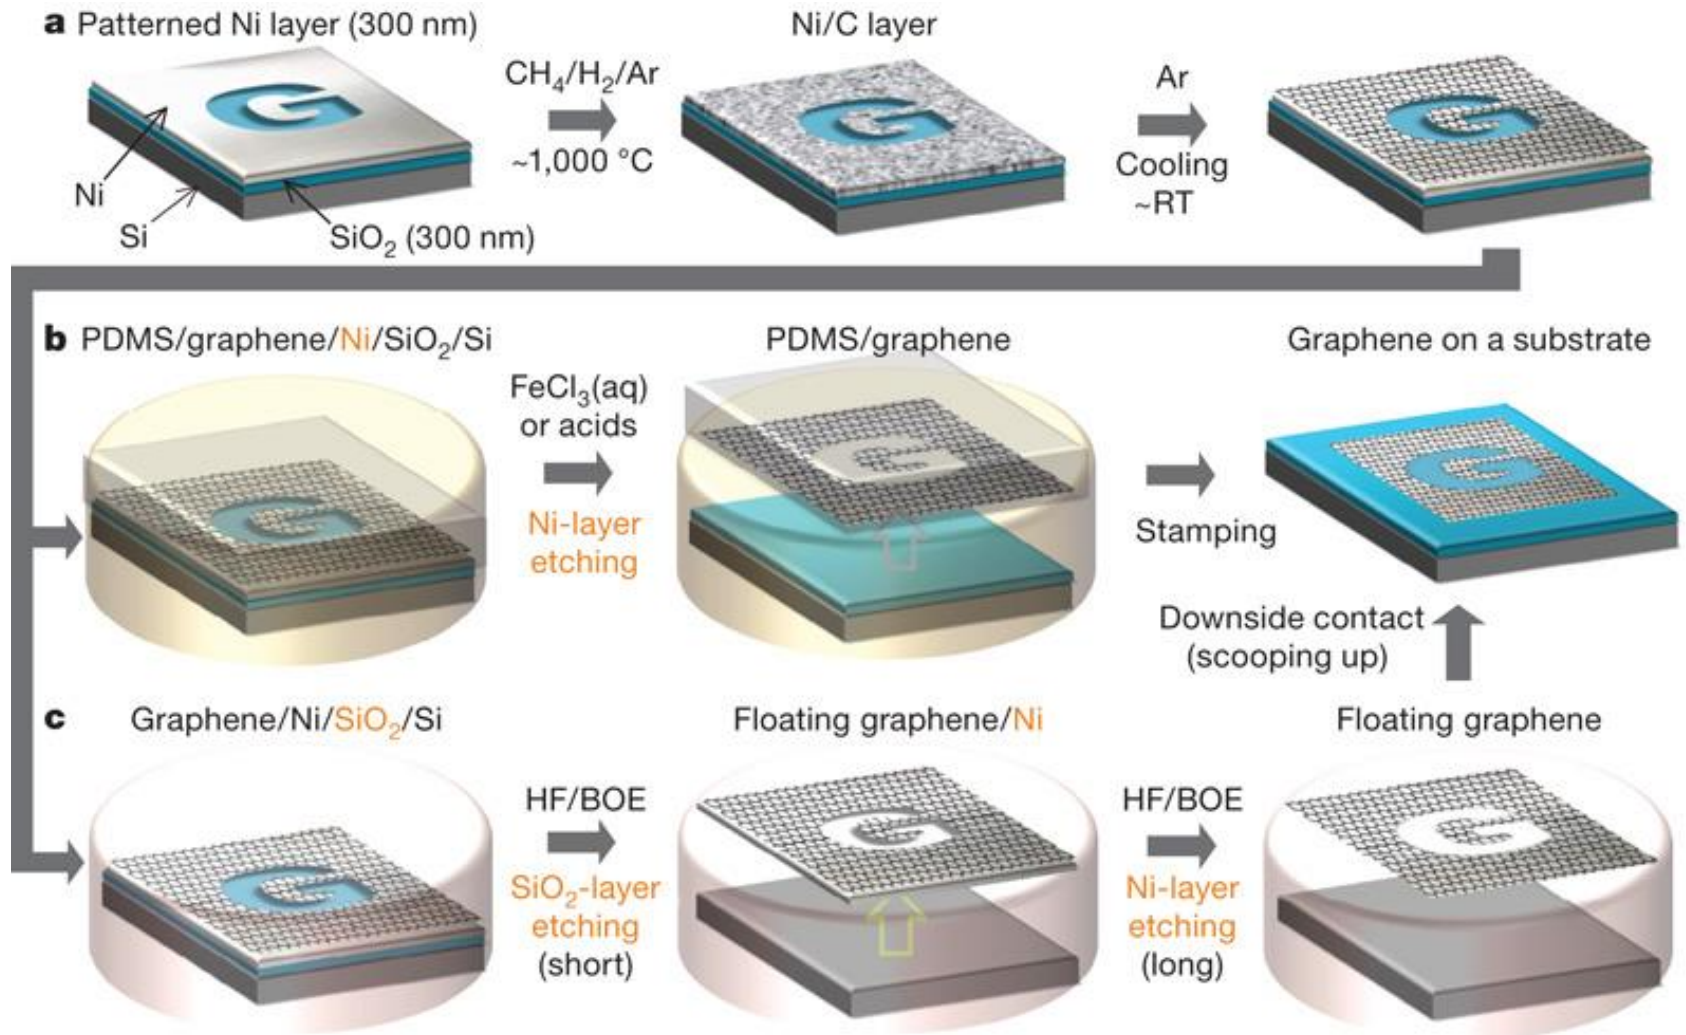 a Patterned Ni layer (300 nm)
Ni/C layer
CH₄/H₂/Ar
~1,000 °C
Ar
Cooling
~RT
Ni
Si
SiO₂ (300 nm)
b PDMS/graphene/Ni/SiO₂/Si
PDMS/graphene
Graphene on a substrate
FeCl₃(aq)
or acids
Ni-layer
etching
Stamping
Downside contact
(scooping up)
c Graphene/Ni/SiO₂/Si
Floating graphene/Ni
Floating graphene
HF/BOE
SiO₂-layer
etching
(short)
HF/BOE
Ni-layer
etching
(long)